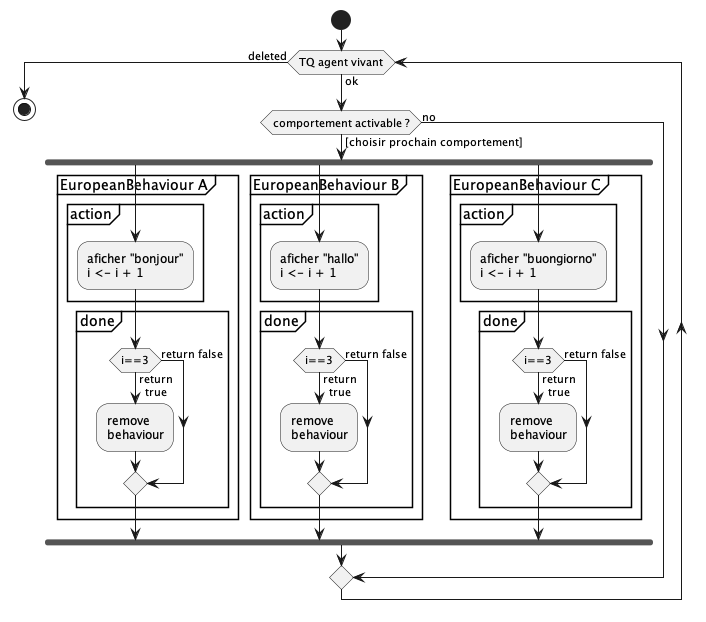 deleted
TQ agent vivant
ok
comportement activable ?
no
[choisir prochain comportement]
EuropeanBehaviour A
action
aficher "bonjour"
i <- i + 1
done
i==3
return false
return
true
remove
behaviour
EuropeanBehaviour B
action
aficher "hallo"
i <- i + 1
done
i==3
return false
return
true
remove
behaviour
EuropeanBehaviour C
action
aficher "buongiorno"
i <- i + 1
done
i==3
return false
return
true
remove
behaviour